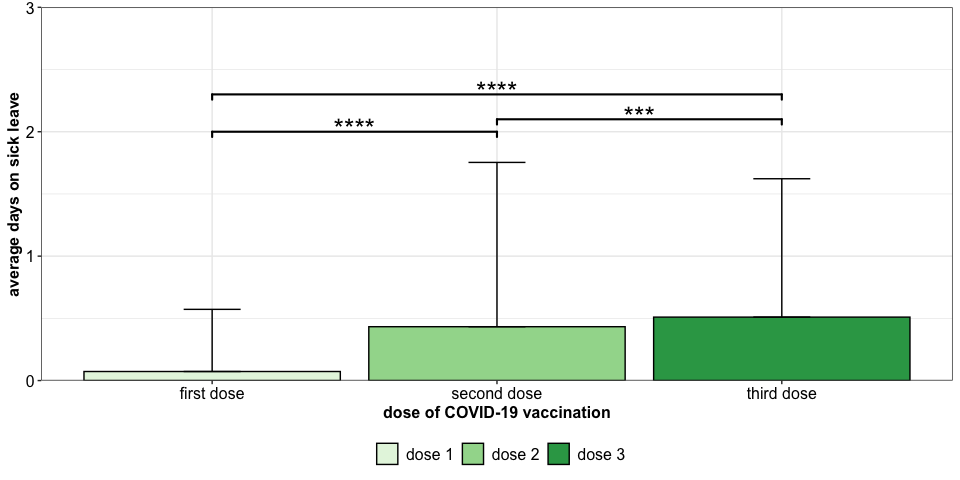 3
****
***
****
2
1
0
average days on sick leave
first dose second dose third dose
dose of COVID-19 vaccination
dose 1 dose 2 dose 3